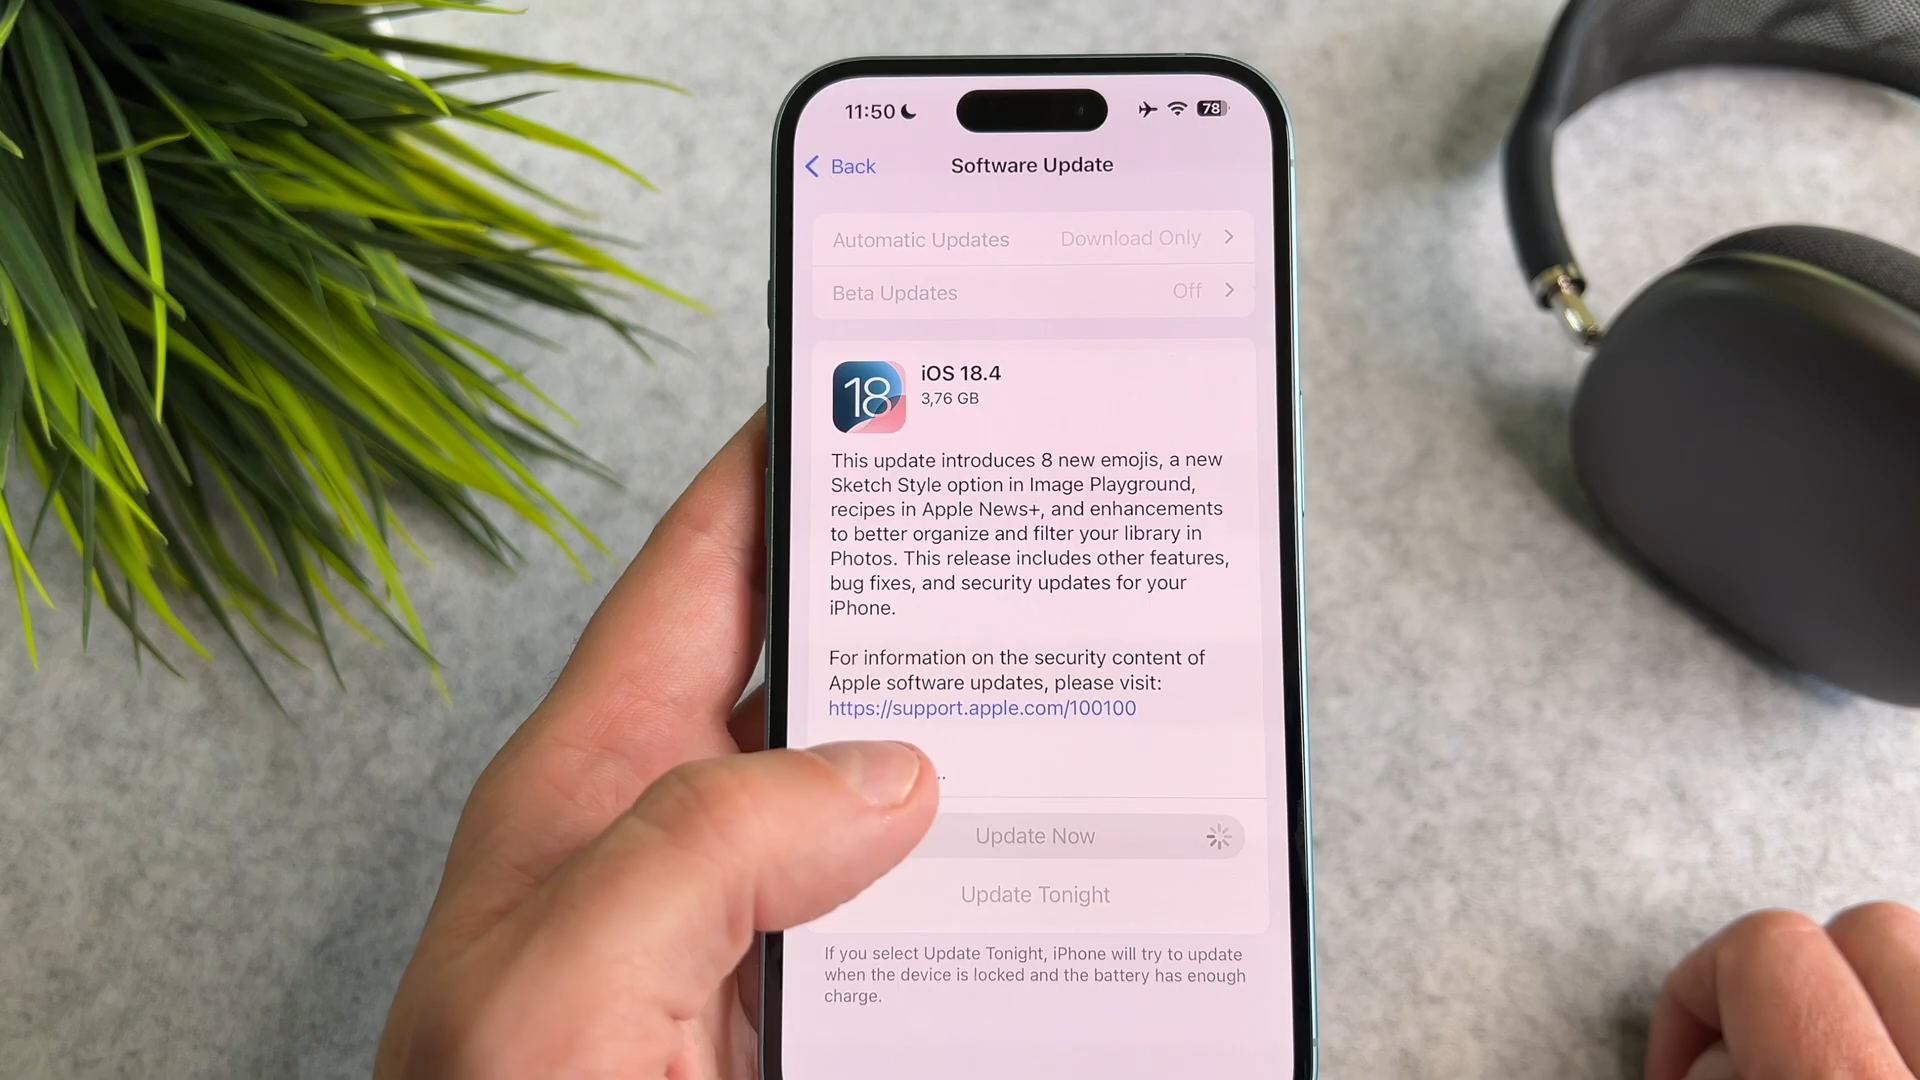 11:50
78
Back
Software Update
Automatic Updates Download Only
Beta Updates Off
18
iOS 18.4
3,76 GB
This update introduces 8 new emojis, a new
Sketch Style option in Image Playground,
recipes in Apple News+, and enhancements
to better organize and filter your library in
Photos. This release includes other features,
bug fixes, and security updates for your
iPhone.
For information on the security content of
Apple software updates, please visit:
https://support.apple.com/100100
Update Now
Update Tonight
If you select Update Tonight, iPhone will try to update
when the device is locked and the battery has enough
charge.